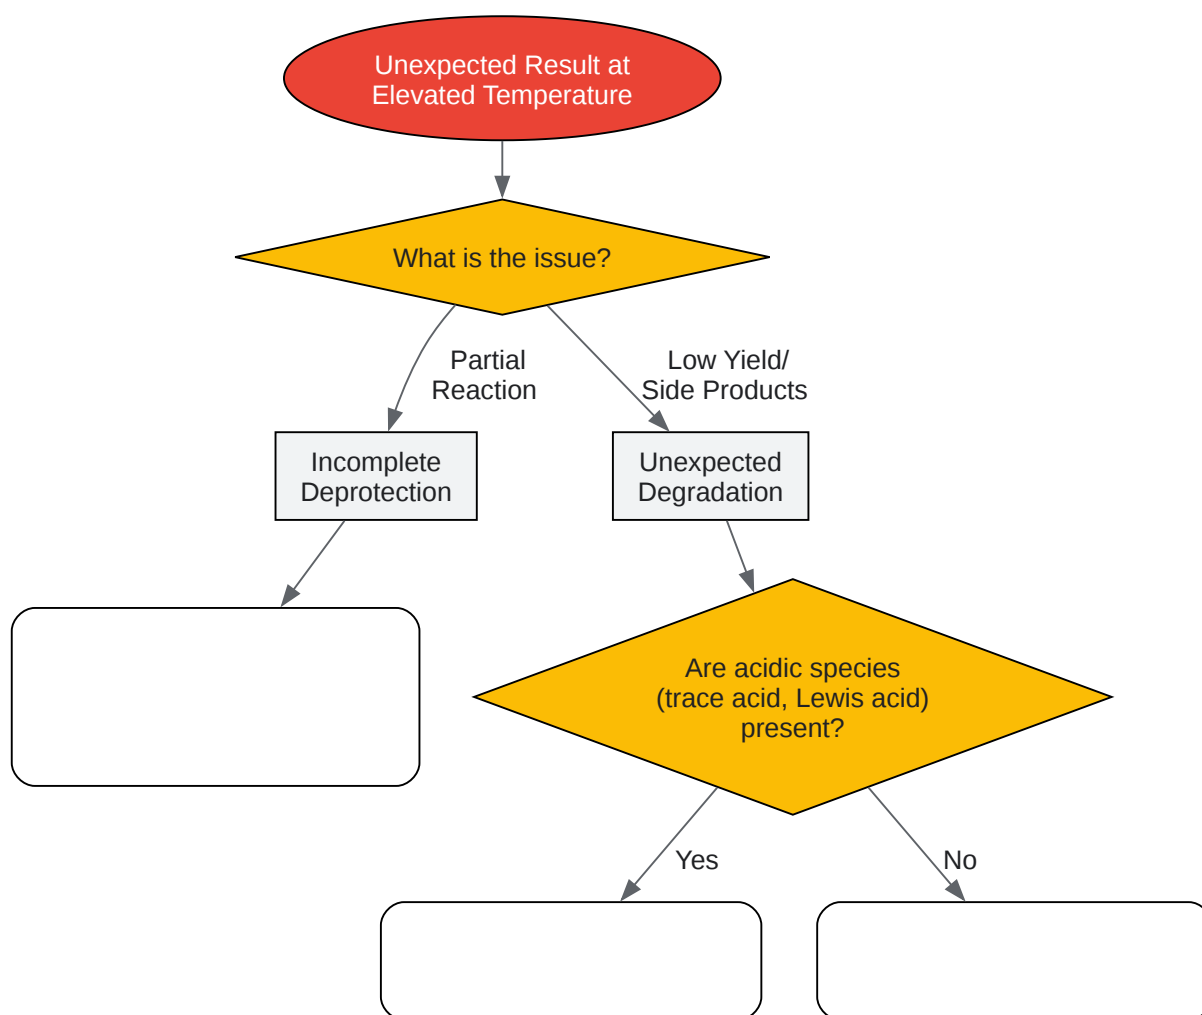 Unexpected Result at
Elevated Temperature
What is the issue?
Partial
Reaction
Low Yield/
Side Products
Incomplete
Deprotection
Unexpected
Degradation
Are acidic species
(trace acid, Lewis acid)
present?
Yes
No